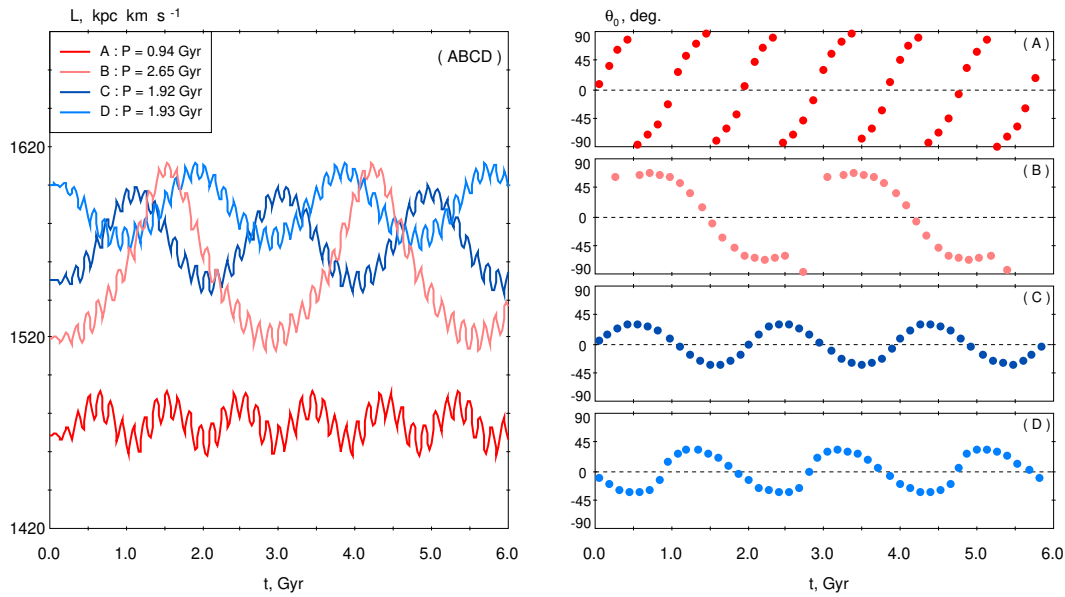 L, kpc km s⁻¹
A : P = 0.94 Gyr
B : P = 2.65 Gyr
C : P = 1.92 Gyr
D : P = 1.93 Gyr
( ABCD )
1620
1520
1420
0.0 1.0 2.0 3.0 4.0 5.0 6.0
t, Gyr
θ₀, deg.
( A )
90
45
0
-45
-90
( B )
90
45
0
-45
-90
( C )
90
45
0
-45
-90
( D )
90
45
0
-45
-90
0.0 1.0 2.0 3.0 4.0 5.0 6.0
t, Gyr